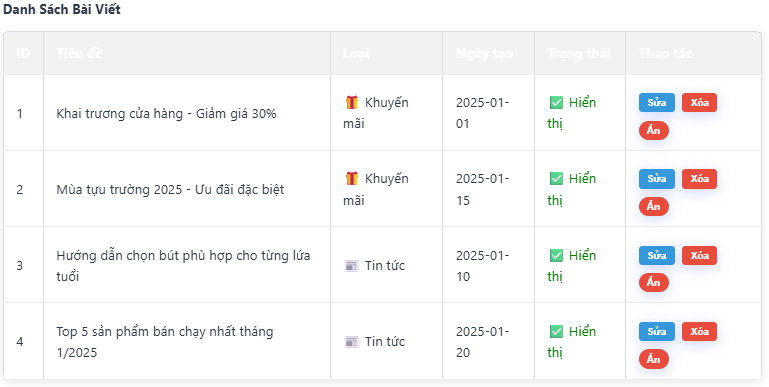 Danh Sách Bài Viết
ID Tiêu đề Loại Ngày tạo Trạng thái Thao tác
1 Khai trương cửa hàng - Giảm giá 30% 🎁 Khuyến mãi 2025-01-01 ✅ Hiển thị Sửa Xóa Ẩn
2 Mùa tựu trường 2025 - Ưu đãi đặc biệt 🎁 Khuyến mãi 2025-01-15 ✅ Hiển thị Sửa Xóa Ẩn
3 Hướng dẫn chọn bút phù hợp cho từng lứa tuổi 📰 Tin tức 2025-01-10 ✅ Hiển thị Sửa Xóa Ẩn
4 Top 5 sản phẩm bán chạy nhất tháng 1/2025 📰 Tin tức 2025-01-20 ✅ Hiển thị Sửa Xóa Ẩn